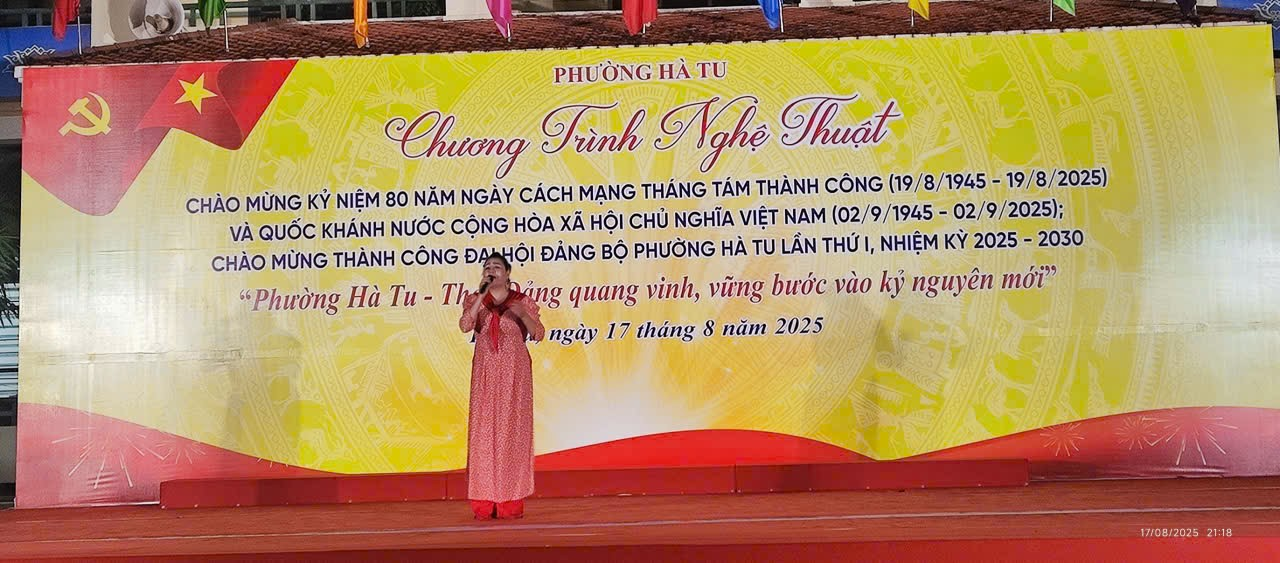 PHƯỜNG HÀ TU
Chương Trình Nghệ Thuật
CHÀO MỪNG KỶ NIỆM 80 NĂM NGÀY CÁCH MẠNG THÁNG TÁM THÀNH CÔNG (19/8/1945 - 19/8/2025)
VÀ QUỐC KHÁNH NƯỚC CỘNG HÒA XÃ HỘI CHỦ NGHĨA VIỆT NAM (02/9/1945 - 02/9/2025);
CHÀO MỪNG THÀNH CÔNG ĐẠI HỘI ĐẢNG BỘ PHƯỜNG HÀ TU LẦN THỨ I, NHIỆM KỲ 2025 - 2030
“Phường Hà Tu - quang vinh, vững bước vào kỷ nguyên mới”
ngày 17 tháng 8 năm 2025
17/08/2025 21:18